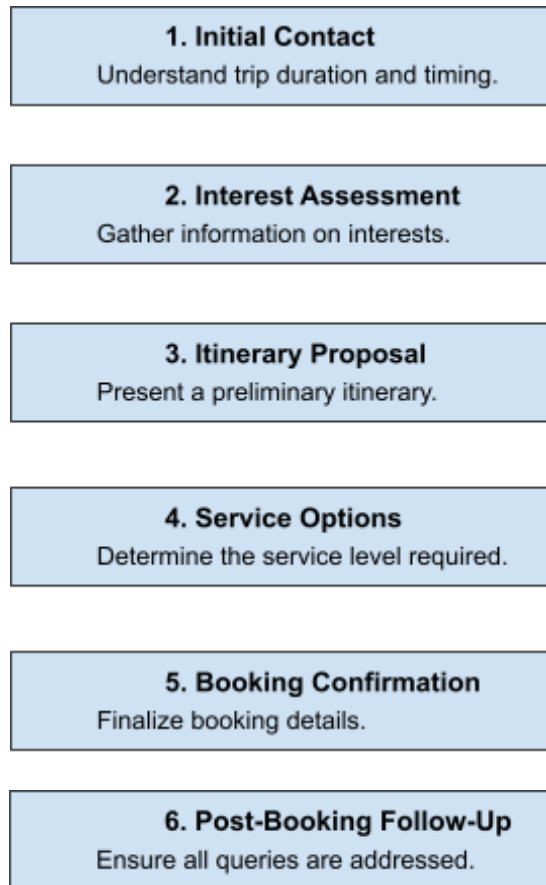 1. Initial Contact
Understand trip duration and timing.
2. Interest Assessment
Gather information on interests.
3. Itinerary Proposal
Present a preliminary itinerary.
4. Service Options
Determine the service level required.
5. Booking Confirmation
Finalize booking details.
6. Post-Booking Follow-Up
Ensure all queries are addressed.